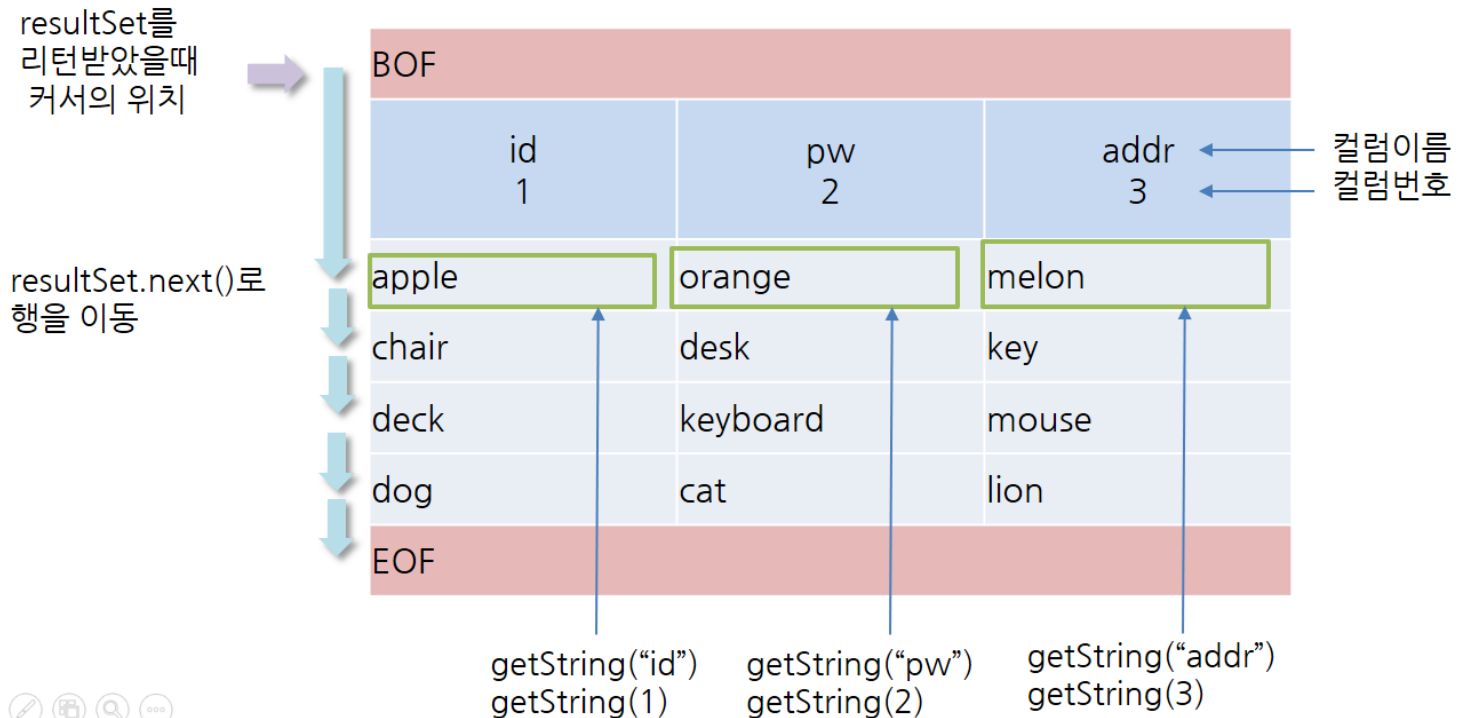 resultSet를
리턴받았을때
커서의 위치
BOF
id
1
pw
2
addr
3
컬럼이름
컬럼번호
resultSet.next()로
행을 이동
apple orange melon
chair desk key
deck keyboard mouse
dog cat lion
EOF
getString(“id”)
getString(1)
getString(“pw”)
getString(2)
getString(“addr”)
getString(3)